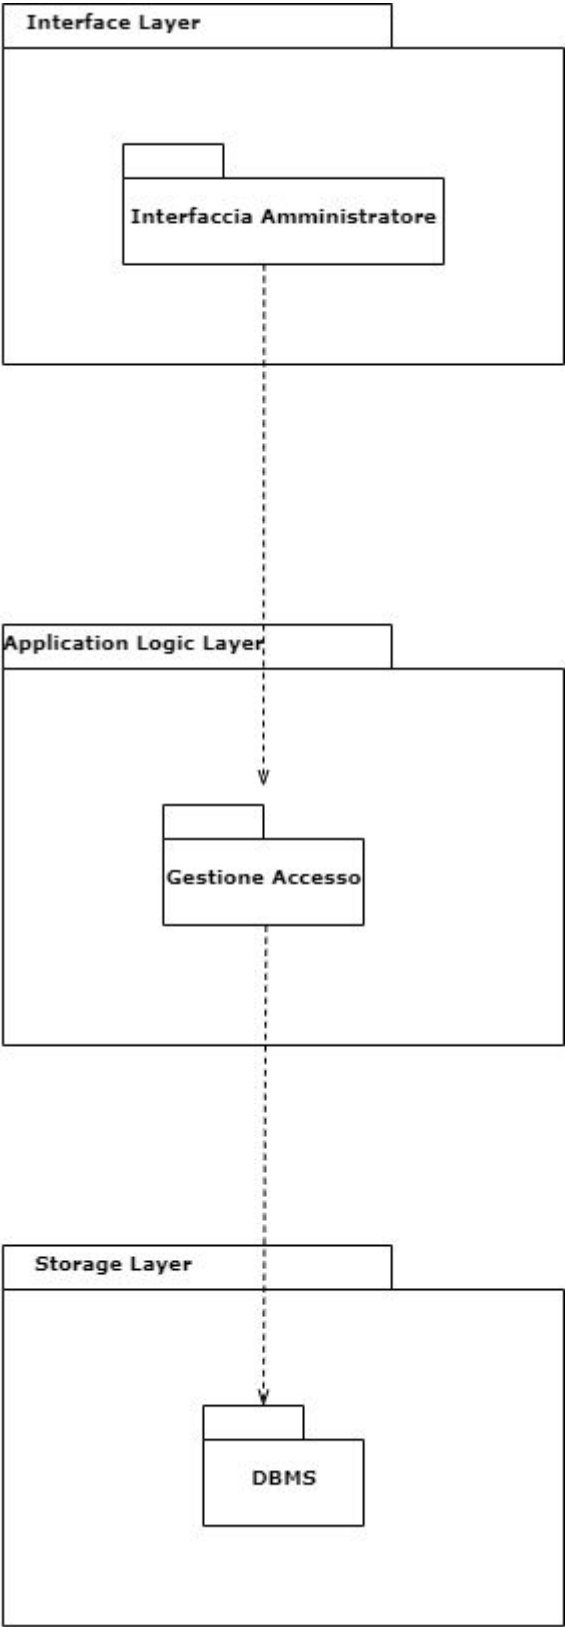 Interface Layer
Interfaccia Amministratore
Application Logic Layer
Gestione Accesso
Storage Layer
DBMS